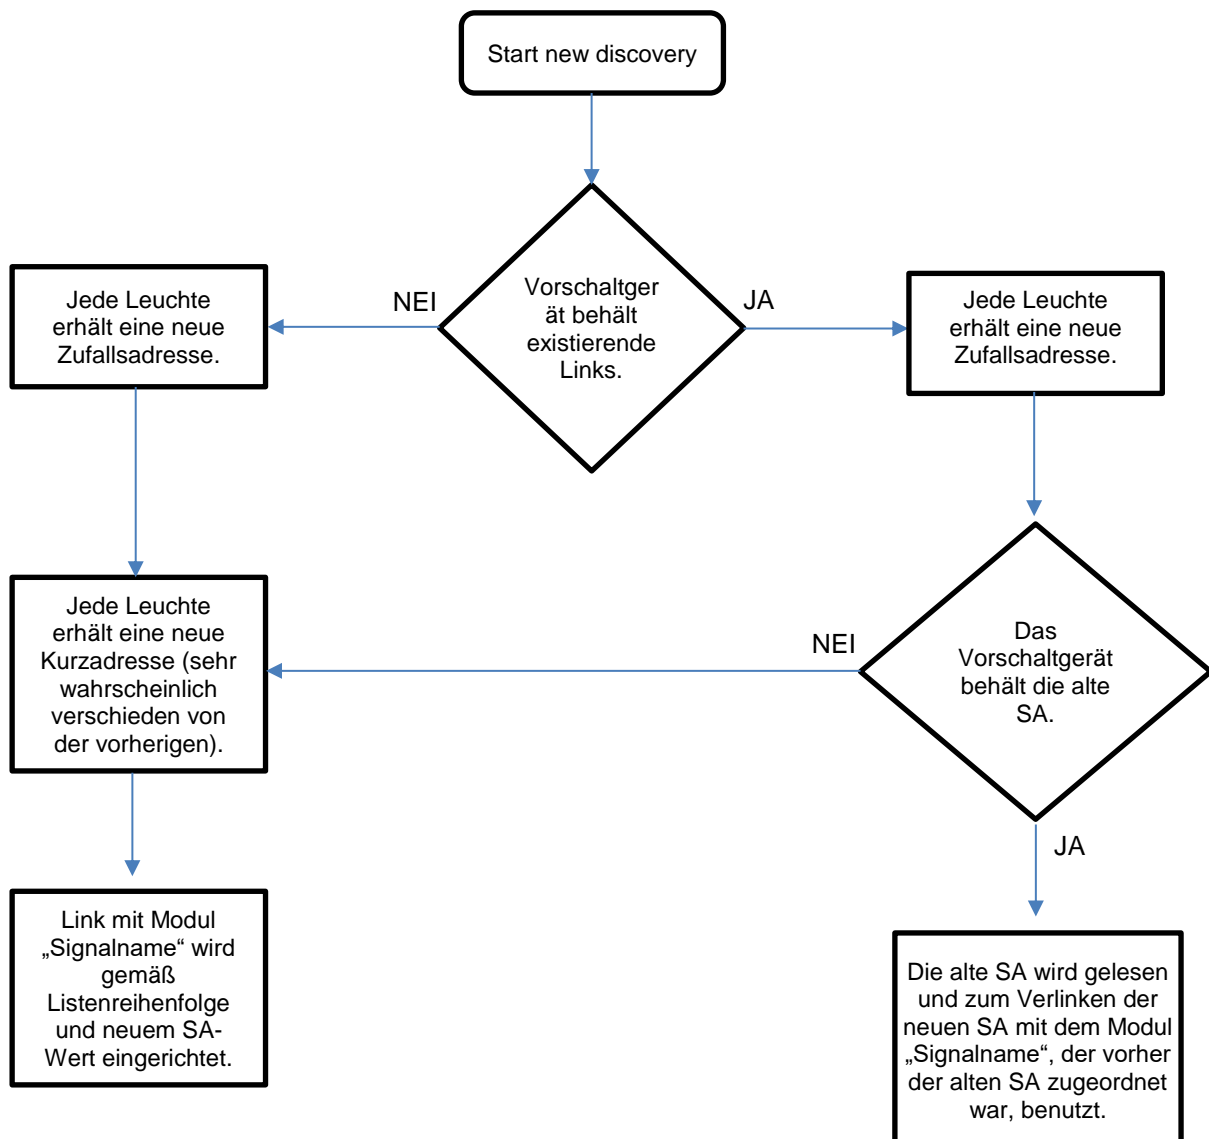 Start new discovery
Vorschaltger
ät behält
existierende
Links.
NEI
JA
Jede Leuchte
erhält eine neue
Zufallsadresse.
Jede Leuchte
erhält eine neue
Zufallsadresse.
Jede Leuchte
erhält eine neue
Kurzadresse (sehr
wahrscheinlich
verschieden von
der vorherigen).
NEI
Das
Vorschaltgerät
behält die alte
SA.
JA
Link mit Modul
„Signalname“ wird
gemäß
Listenreihenfolge
und neuem SA-
Wert eingerichtet.
Die alte SA wird gelesen
und zum Verlinken der
neuen SA mit dem Modul
„Signalname“, der vorher
der alten SA zugeordnet
war, benutzt.